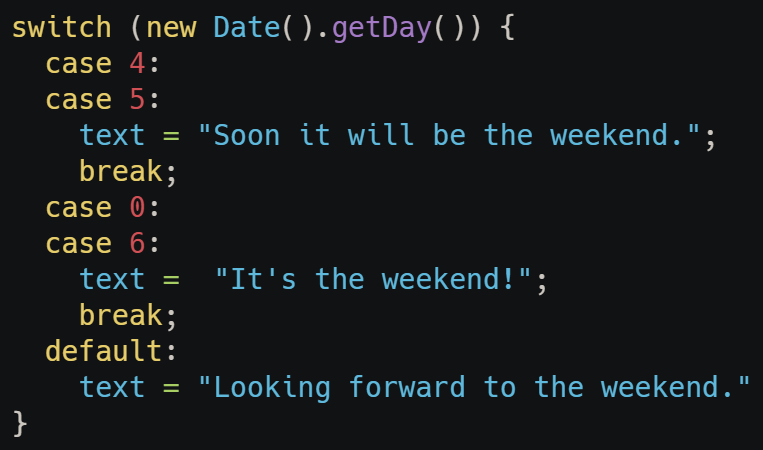 switch (new Date().getDay()) {
  case 4:
  case 5:
    text = "Soon it will be the weekend.";
    break;
  case 0:
  case 6:
    text =  "It's the weekend!";
    break;
  default:
    text = "Looking forward to the weekend."
}